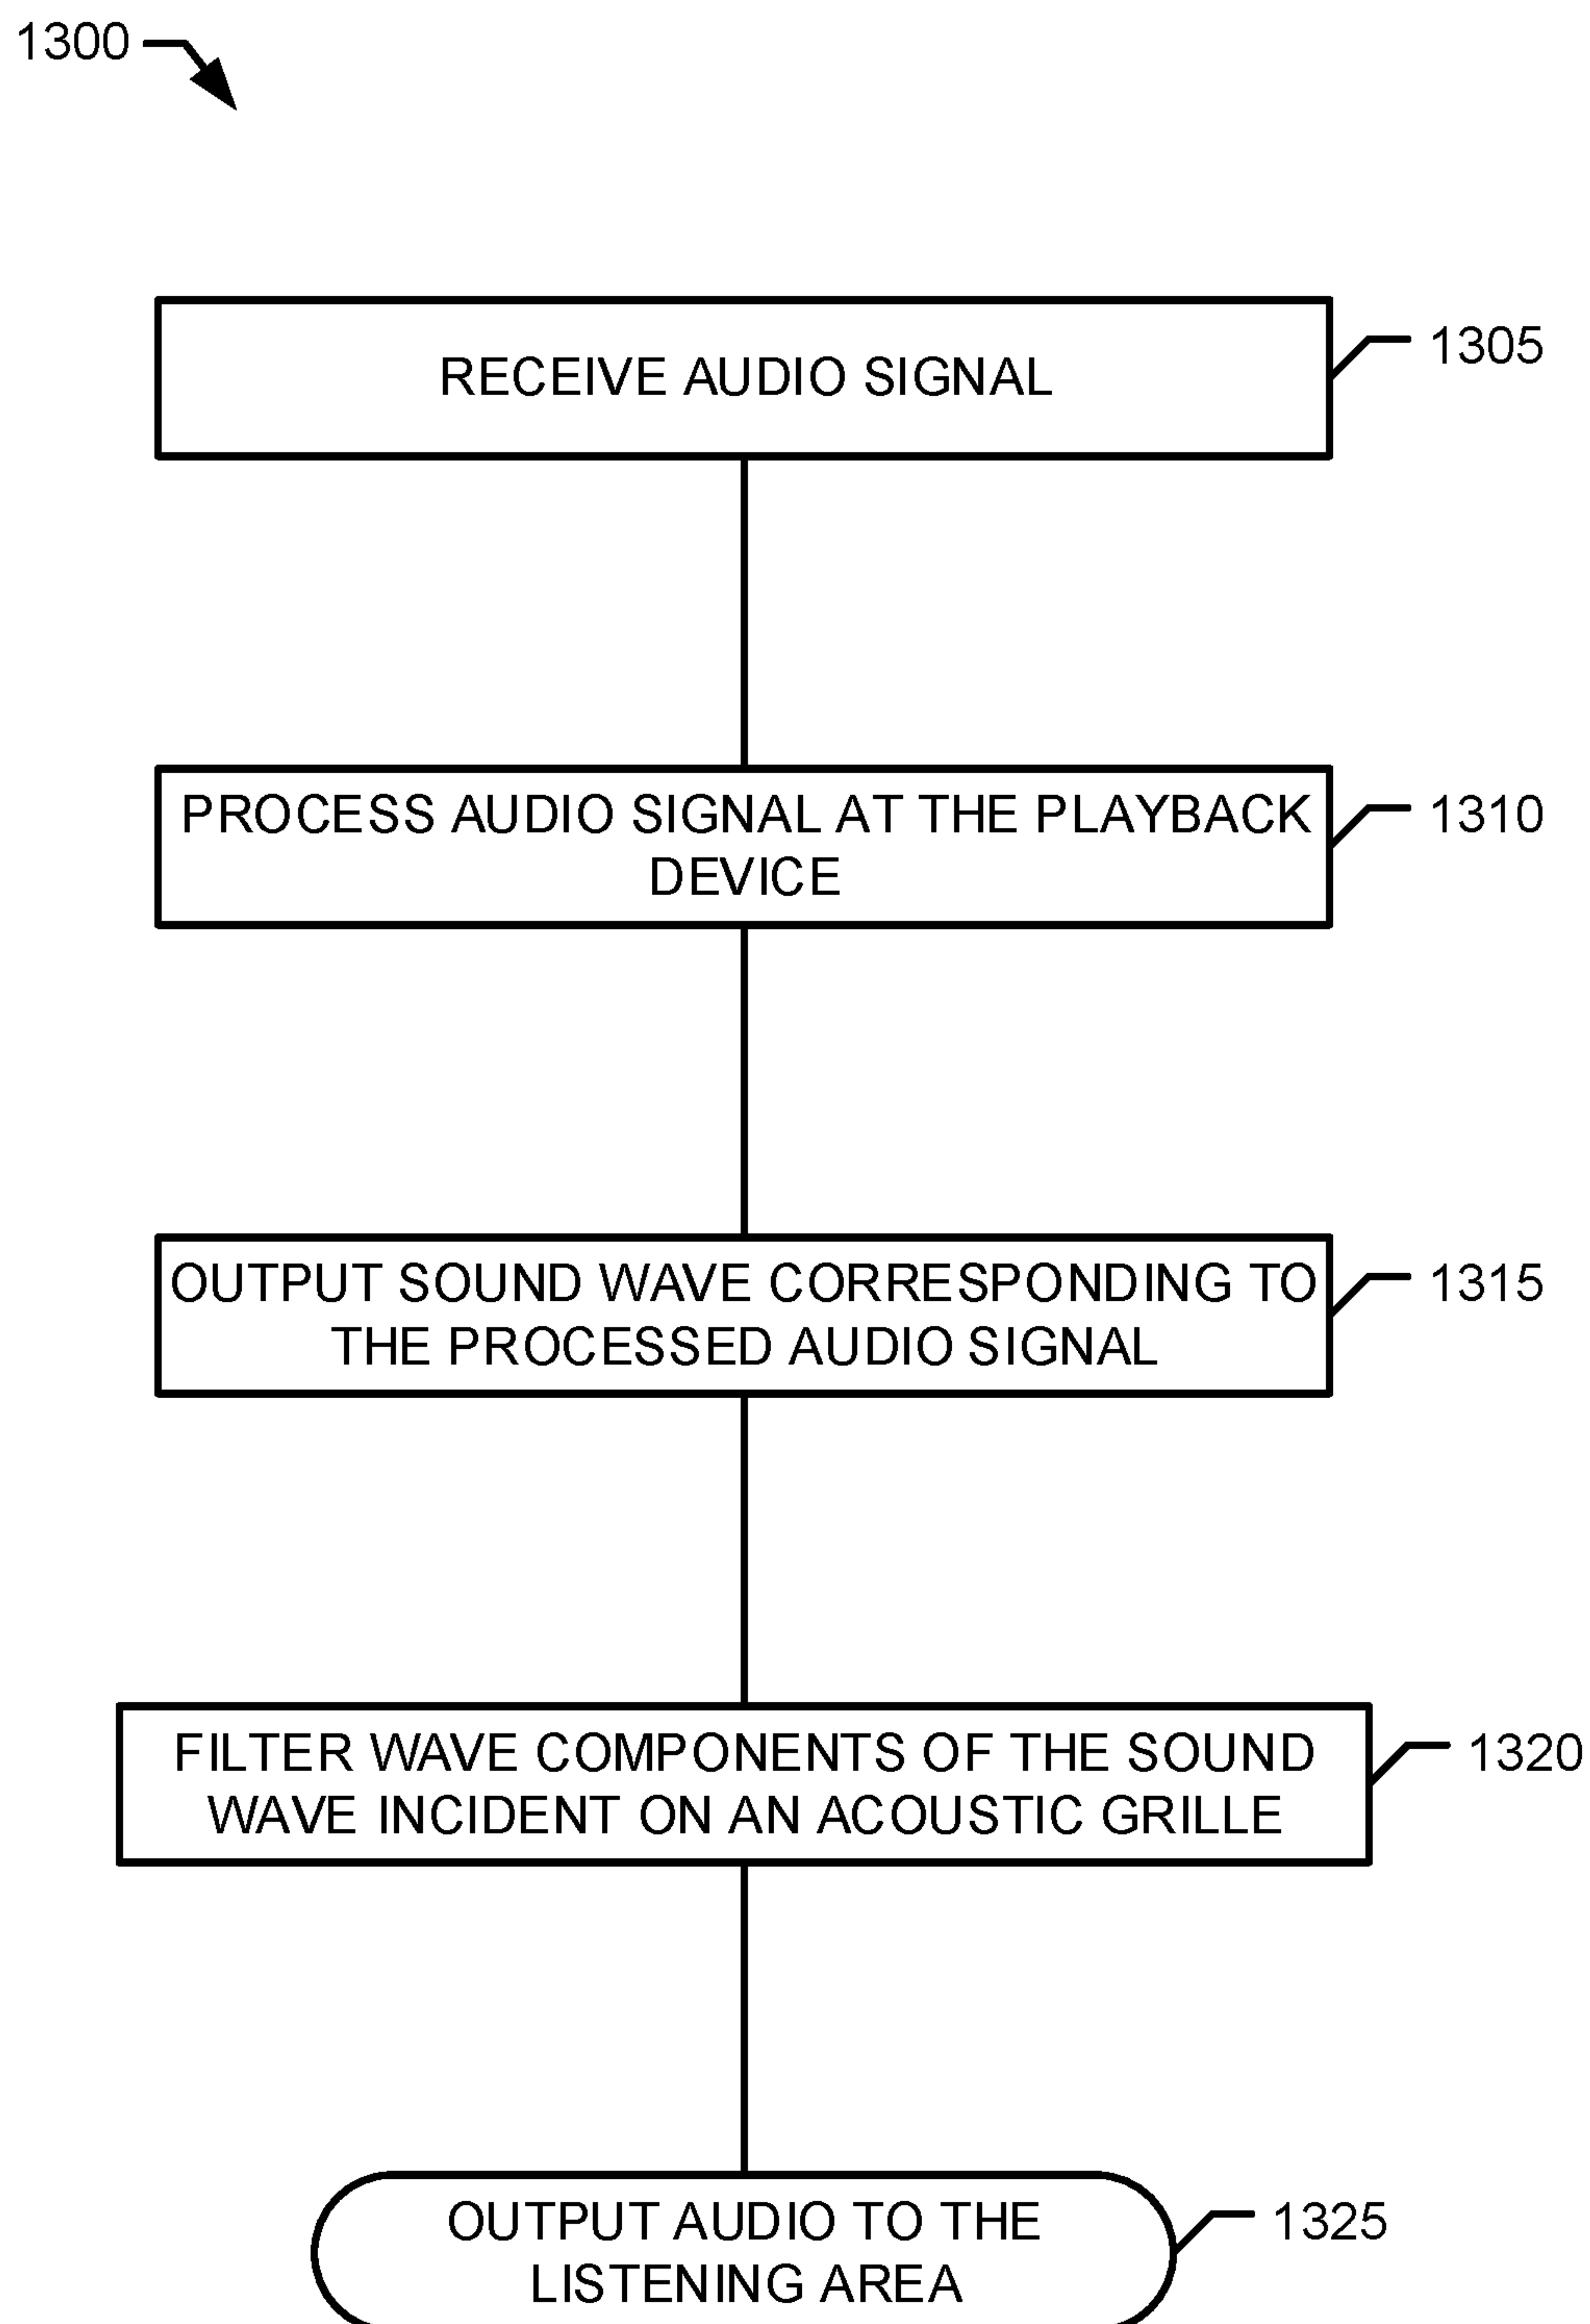 1300
RECEIVE AUDIO SIGNAL
1305
PROCESS AUDIO SIGNAL AT THE PLAYBACK
DEVICE
1310
OUTPUT SOUND WAVE CORRESPONDING TO
THE PROCESSED AUDIO SIGNAL
1315
FILTER WAVE COMPONENTS OF THE SOUND
WAVE INCIDENT ON AN ACOUSTIC GRILLE
1320
OUTPUT AUDIO TO THE
LISTENING AREA
1325